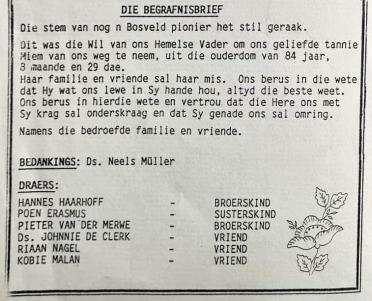 DIE BEGRAFNISBRIEF
Die stem van nog n Bosveld pionier het stil geraak.
Dit was die Wil van ons Hemelse Vader om ons geliefde tannie
Miem van ons weg te neem, uit die ouderdom van 84 jaar,
8 maande en 29 dae.
Haar familie en vriende sal haar mis. Ons berus in die wete
dat Hy wat ons lewe in Sy hande hou, altyd die beste weet.
Ons berus in hierdie wete en vertrou dat die Here ons met
Sy krag sal onderskraag en dat Sy genade ons sal omring.
Namens die bedroefde familie en vriende.
BEDANKINGS: Ds. Neels Müller
DRAERS:
HANNES HAARHOFF - BROERSKIND
POEN ERASMUS - SUSTERSKIND
PIETER VAN DER MERWE - BROERSKIND
Ds. JOHNNIE DE CLERK - VRIEND
RIAAN NAGEL - VRIEND
KOBIE MALAN - VRIEND